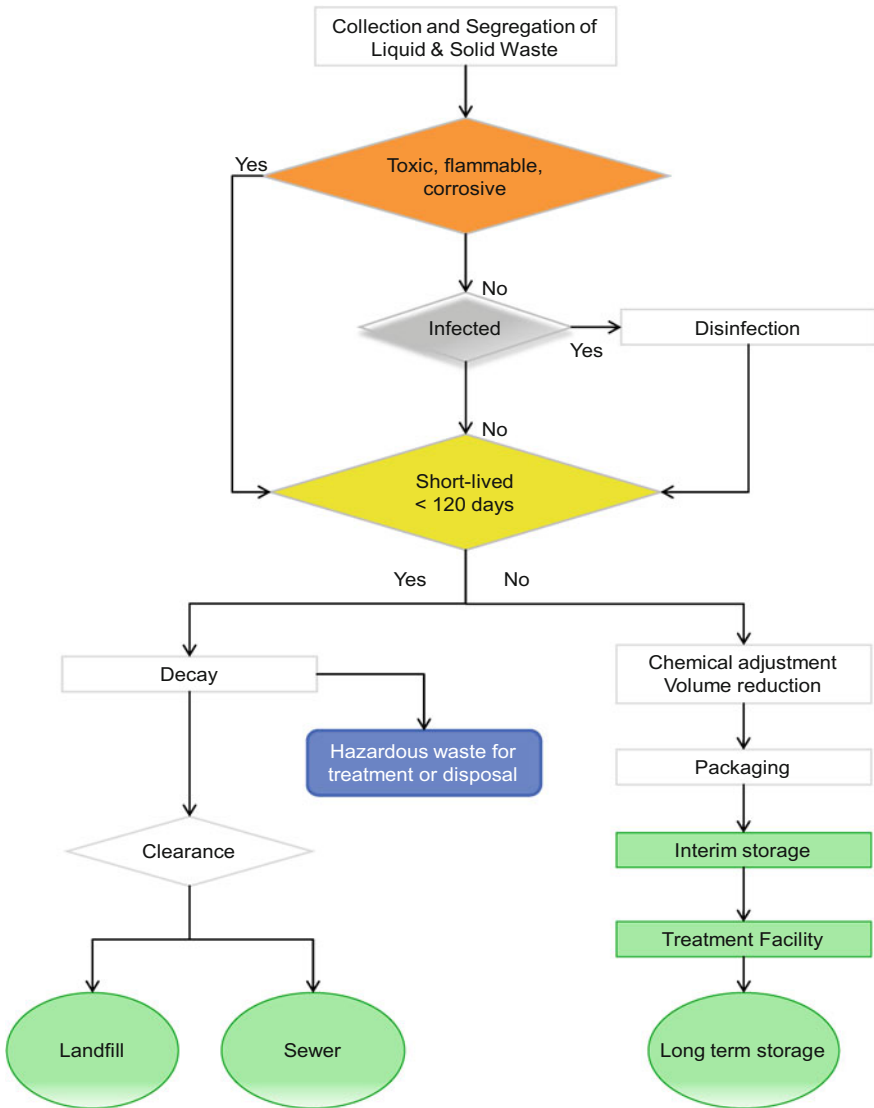 Collection and Segregation of
Liquid & Solid Waste
Yes
Toxic, flammable,
corrosive
No
Infected
Yes
Disinfection
No
Short-lived
< 120 days
Yes
No
Decay
Chemical adjustment
Volume reduction
Hazardous waste for
treatment or disposal
Packaging
Clearance
Interim storage
Treatment Facility
Landfill
Sewer
Long term storage